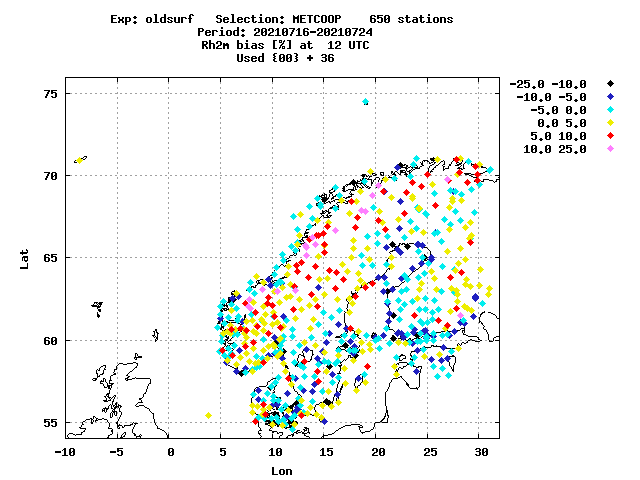 Exp: oldsurf Selection: METCOOP 650 stations
Period: 20210716-20210724
Rh2m bias [%] at 12 UTC
Used {00} + 36
-25.0 -10.0
-10.0 -5.0
-5.0 0.0
0.0 5.0
5.0 10.0
10.0 25.0
75
70
65
60
55
Lat
-10 -5 0 5 10 15 20 25 30
Lon